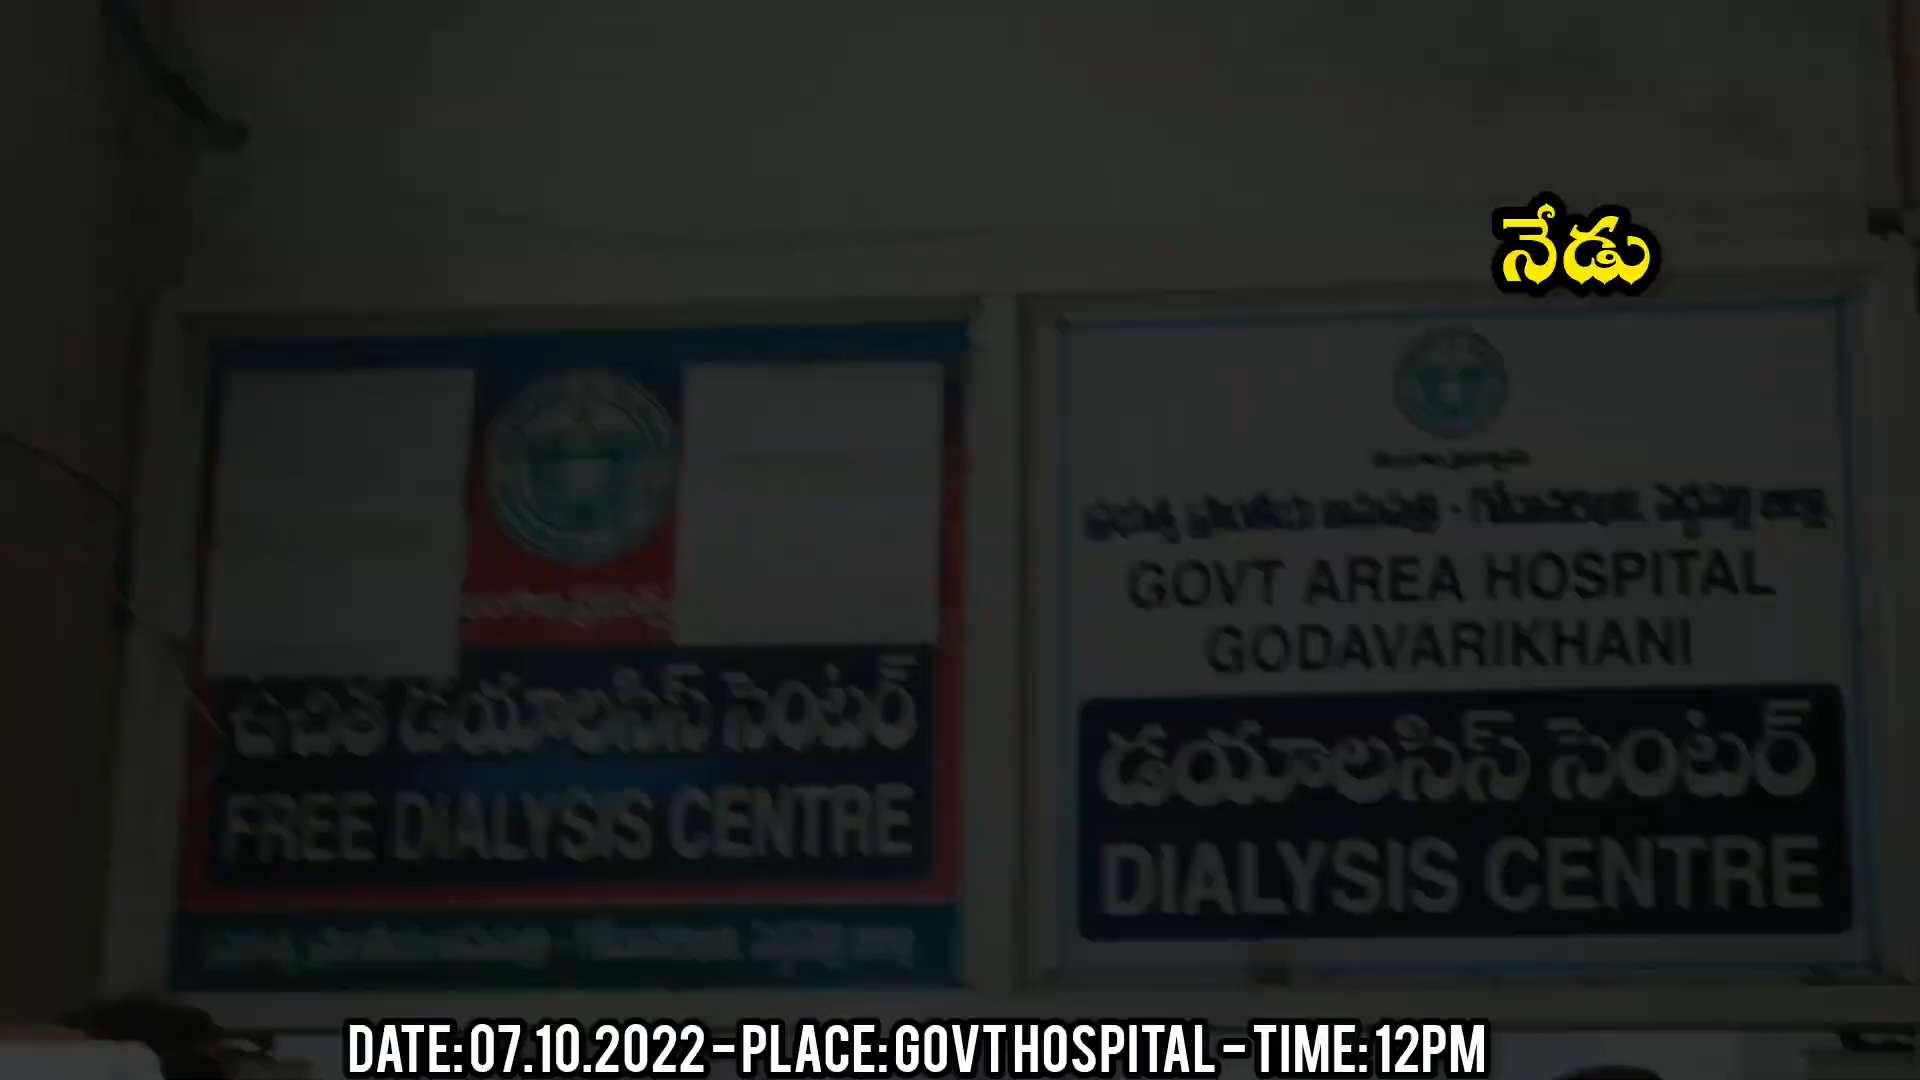 నేడు
ఉచిత డయాలసిస్ సెంటర్
FREE DIALYSIS CENTRE
GOVT AREA HOSPITAL
GODAVARIKHANI
డయాలసిస్ సెంటర్
DIALYSIS CENTRE
DATE:07.10.2022-PLACE:GOVT HOSPITAL-TIME:12PM